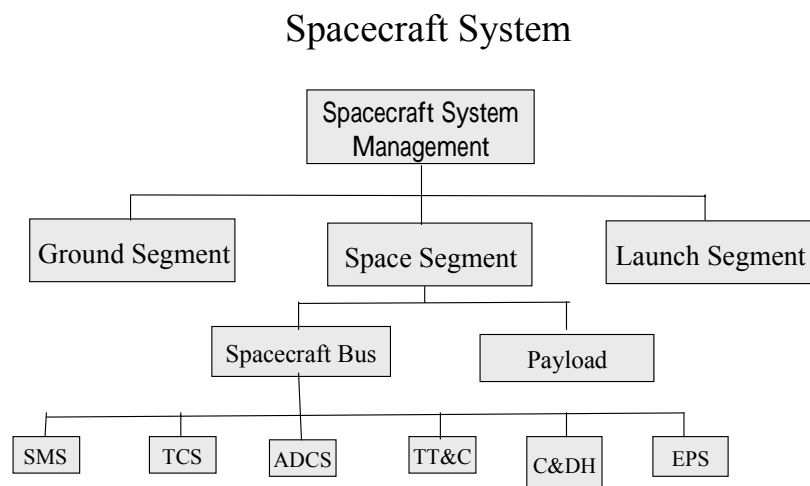 Spacecraft System
Spacecraft System
Management
Ground Segment
Space Segment
Launch Segment
Spacecraft Bus
Payload
SMS
TCS
ADCS
TT&C
C&DH
EPS